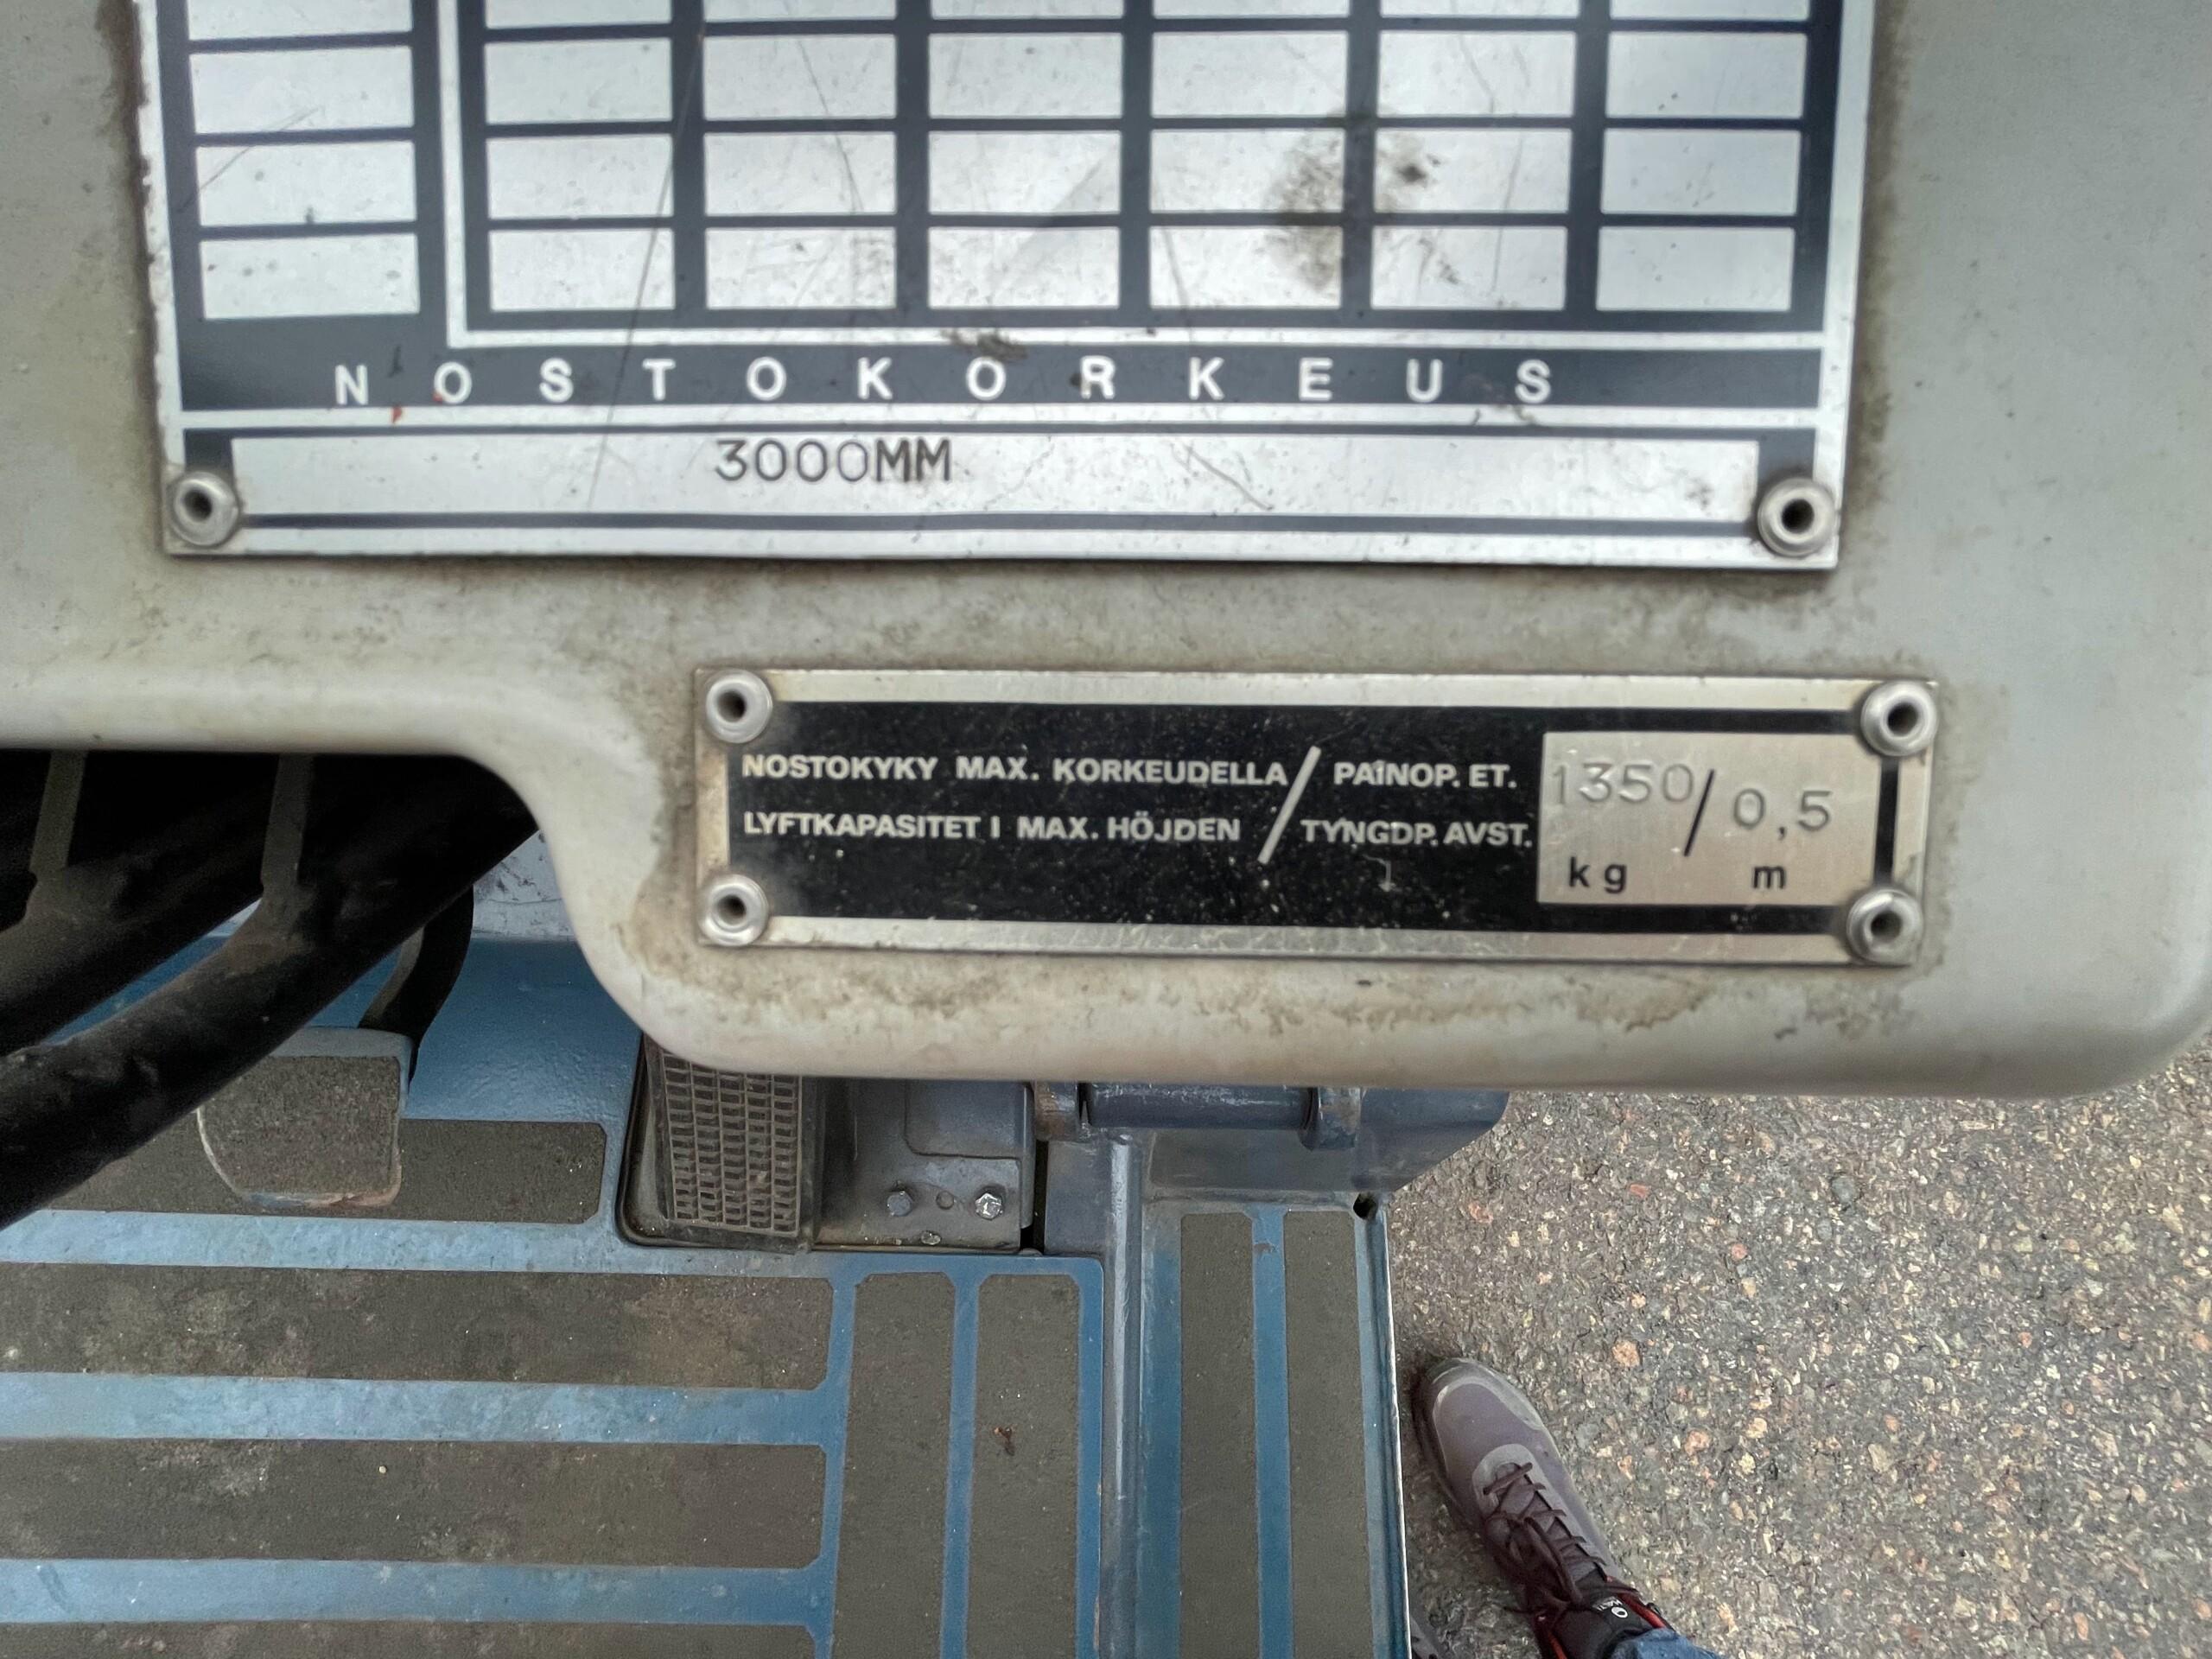 NOSTOKORKEUS
3000MM
NOSTOKYKY MAX. KORKEUDELLA / PAINOP. ET.
LYFTKAPASITET I MAX. HÖJDEN / TYNGDP. AVST.
1350 / 0,5
kg m